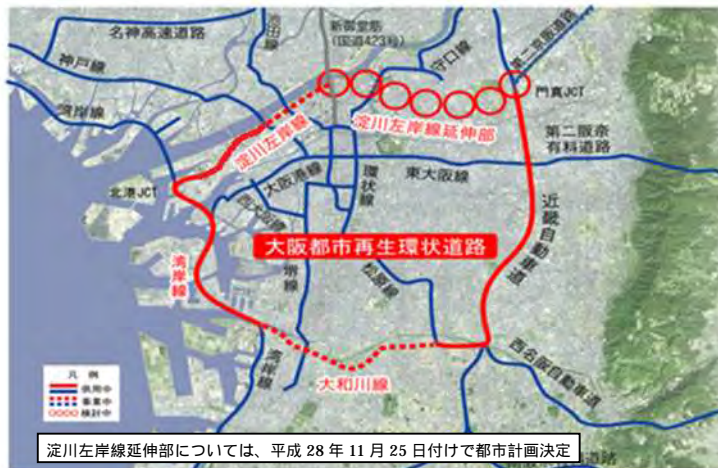 名神高速道路
池田線
新御堂筋
(国道423号)
守口線
第二京阪道路
神戸線
湾岸線
門真JCT
淀川左岸線
淀川左岸線延伸部
第二阪奈
有料道路
北港JCT
大阪港線
環状線
東大阪線
西大阪線
大阪都市再生環状道路
近畿自動車道
湾岸線
堺線
松原線
湾岸線
大和川線
西名阪自動車道
凡 例
供用中
事業中
検討中
淀川左岸線延伸部については、平成 28 年 11 月 25 日付けで都市計画決定
道路